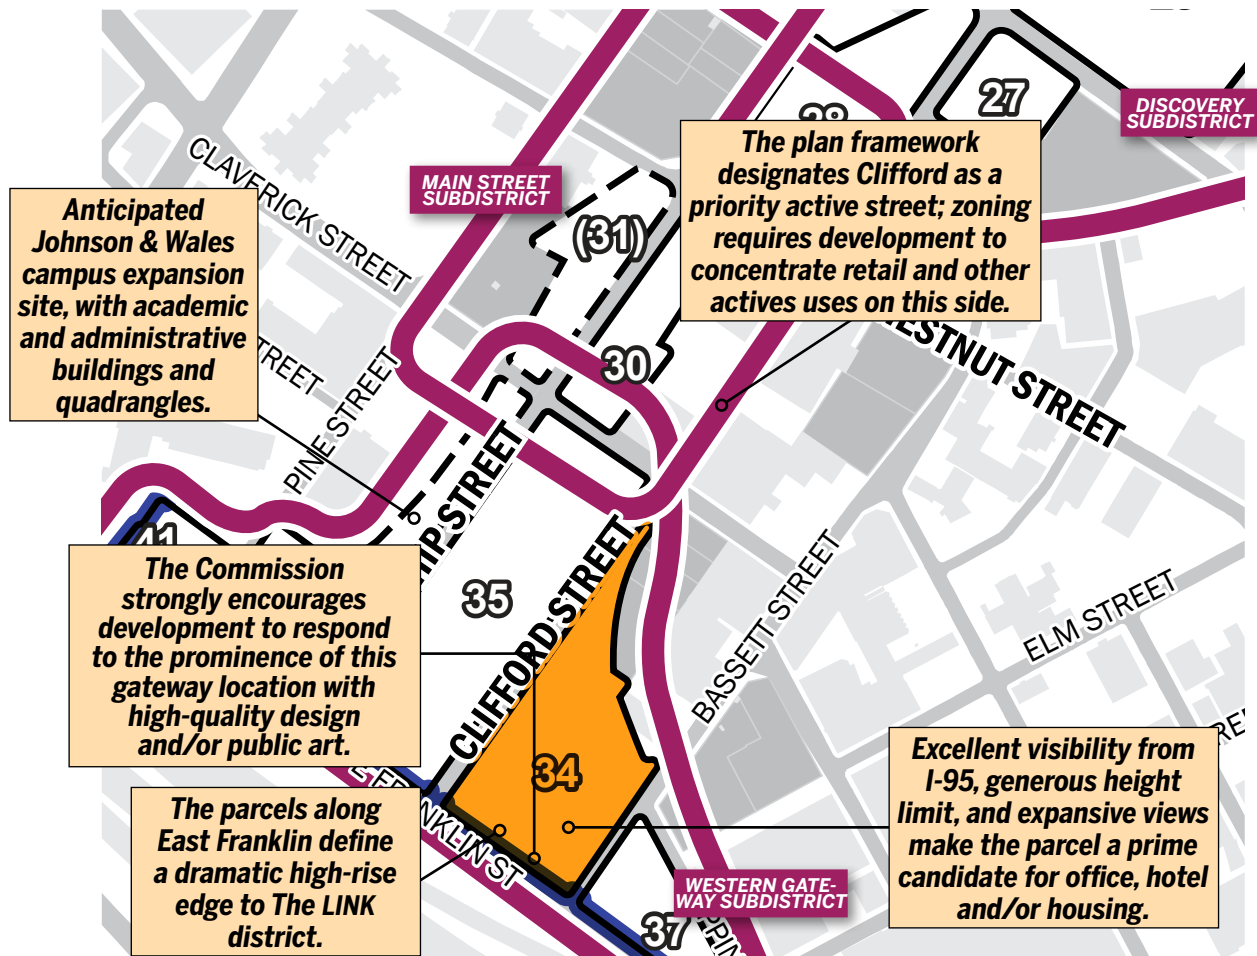 27
DISCOVERY
SUBDISTRICT
The plan framework
designates Clifford as a
priority active street; zoning
requires development to
concentrate retail and other
actives uses on this side.
CLAVERICK STREET
MAIN STREET
SUBDISTRICT
Anticipated
Johnson & Wales
campus expansion
site, with academic
and administrative
buildings and
quadrangles.
(31)
30
PINE STREET
35
CLIFFORD STREET
BASSETT STREET
ELM STREET
The Commission
strongly encourages
development to respond
to the prominence of this
gateway location with
high-quality design
and/or public art.
34
The parcels along
East Franklin define
a dramatic high-rise
edge to The LINK
district.
Excellent visibility from
I-95, generous height
limit, and expansive views
make the parcel a prime
candidate for office, hotel
and/or housing.
WESTERN GATE-
WAY SUBDISTRICT
37
STREET